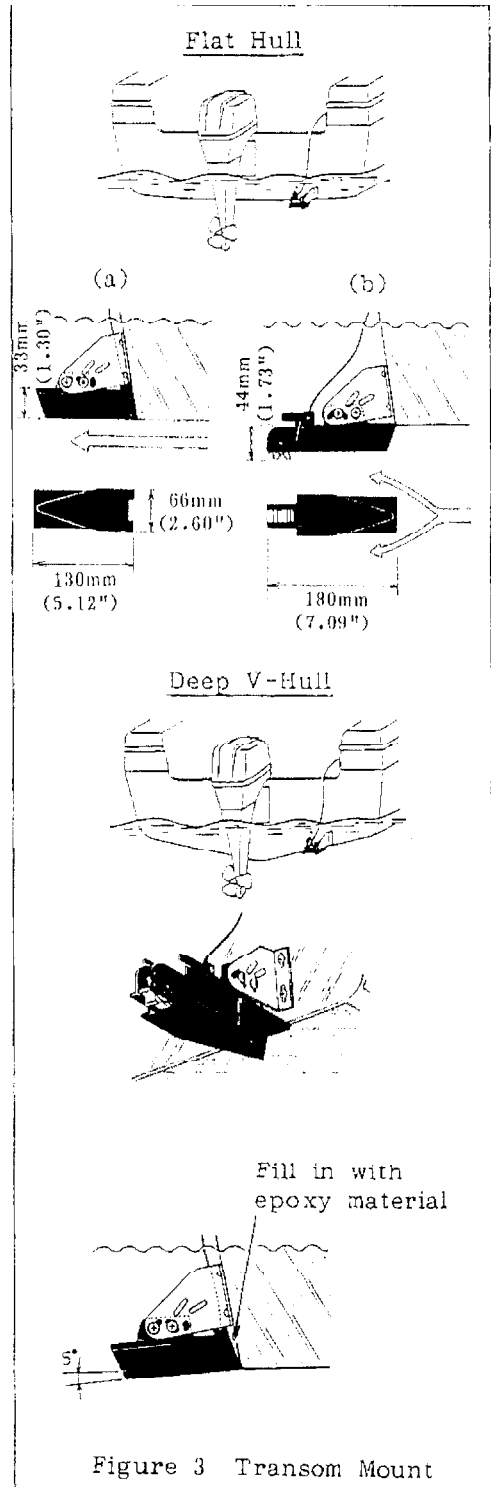 Flat Hull
(a) (b)
33mm
(1.30")
44mm
(1.73")
66mm
(2.60")
130mm
(5.12")
180mm
(7.09")
Deep V-Hull
Fill in with
epoxy material
5°
Figure 3 Transom Mount